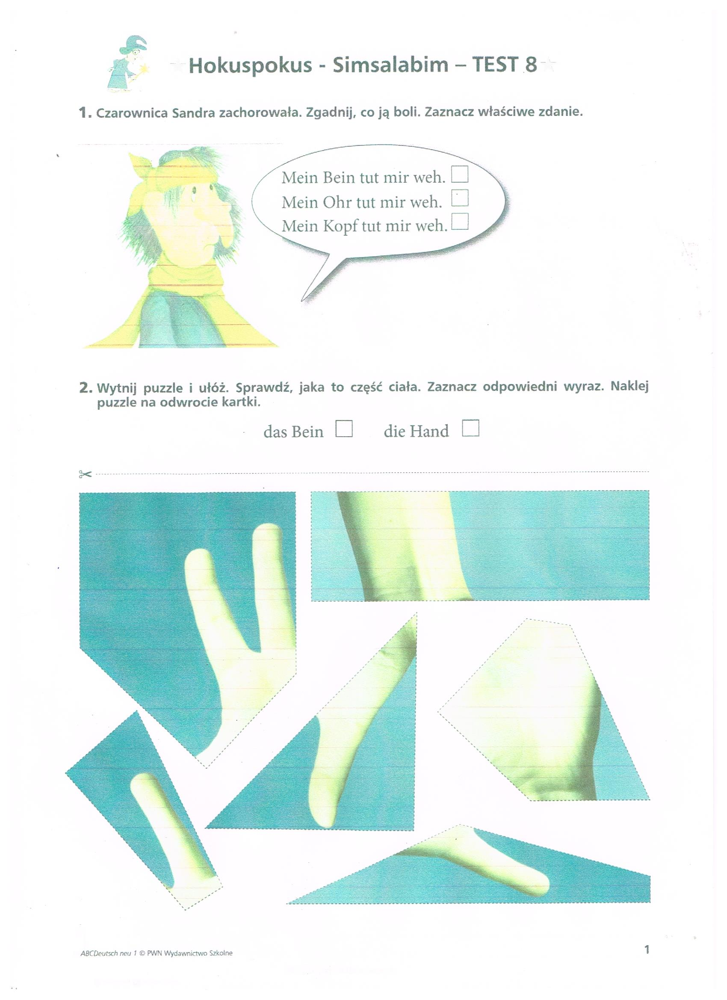 Hokuspokus - Simsalabim – TEST 8
1. Czarownica Sandra zachorowała. Zgadnij, co ją boli. Zaznacz właściwe zdanie.
Mein Bein tut mir weh.
Mein Ohr tut mir weh.
Mein Kopf tut mir weh.
2. Wytnij puzzle i ułóż. Sprawdź, jaka to część ciała. Zaznacz odpowiedni wyraz. Naklej
puzzle na odwrocie kartki.
das Bein die Hand
ABCDeutsch neu 1 © PWN Wydawnictwo Szkolne
1